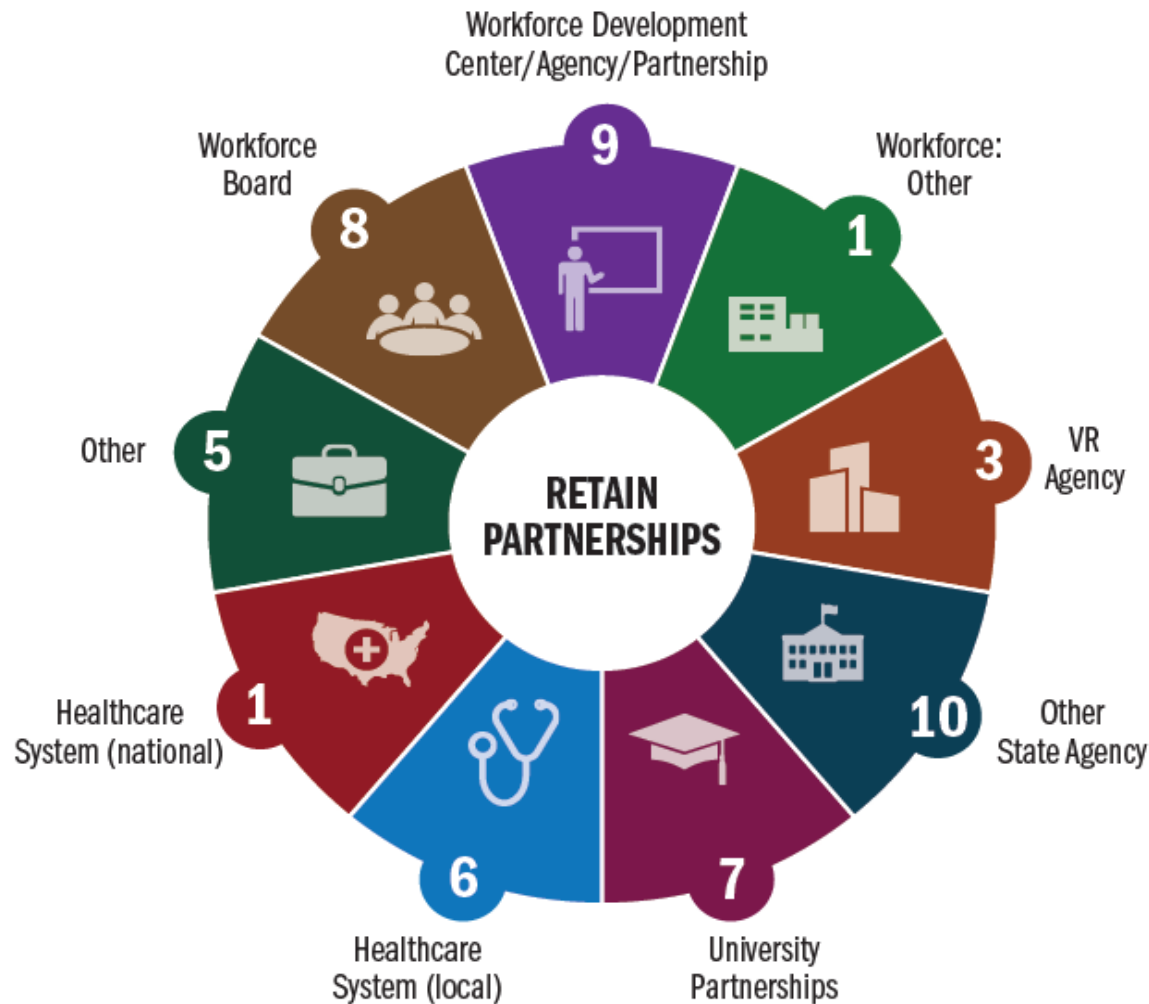 Workforce Development
Center/Agency/Partnership
9
Workforce:
Other
1
VR
Agency
3
Other
State Agency
10
University
Partnerships
7
Healthcare
System (local)
6
Healthcare
System (national)
1
Other
5
Workforce
Board
8
RETAIN
PARTNERSHIPS